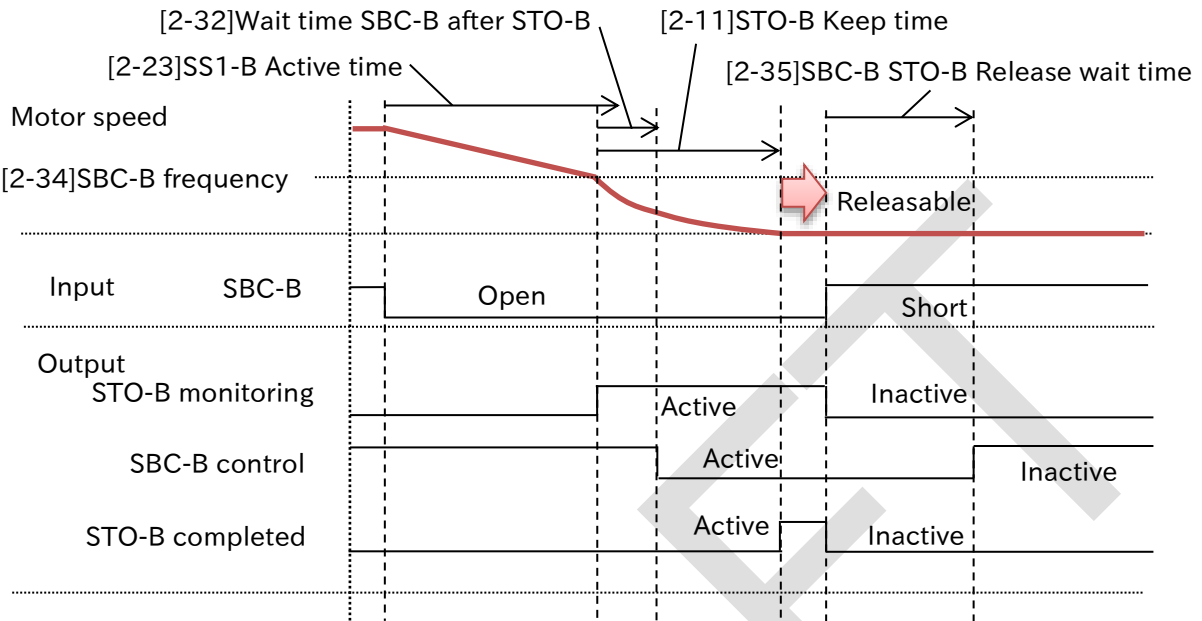 [2-32]Wait time SBC-B after STO-B
[2-11]STO-B Keep time
[2-23]SS1-B Active time
[2-35]SBC-B STO-B Release wait time
Motor speed
[2-34]SBC-B frequency
Releasable
Input
SBC-B
Open
Short
Output
STO-B monitoring
Active
Inactive
SBC-B control
Active
Inactive
STO-B completed
Active
Inactive